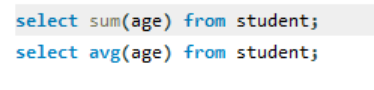 select sum(age) from student;
select avg(age) from student;